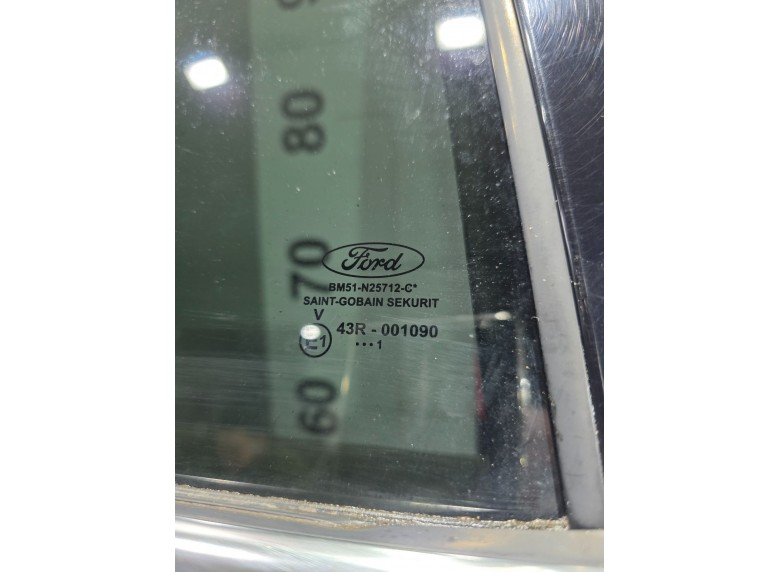 80
70
60
Ford
BM51-N25712-C*
SAINT-GOBAIN SEKURIT
V
E1 43R - 001090
•••1